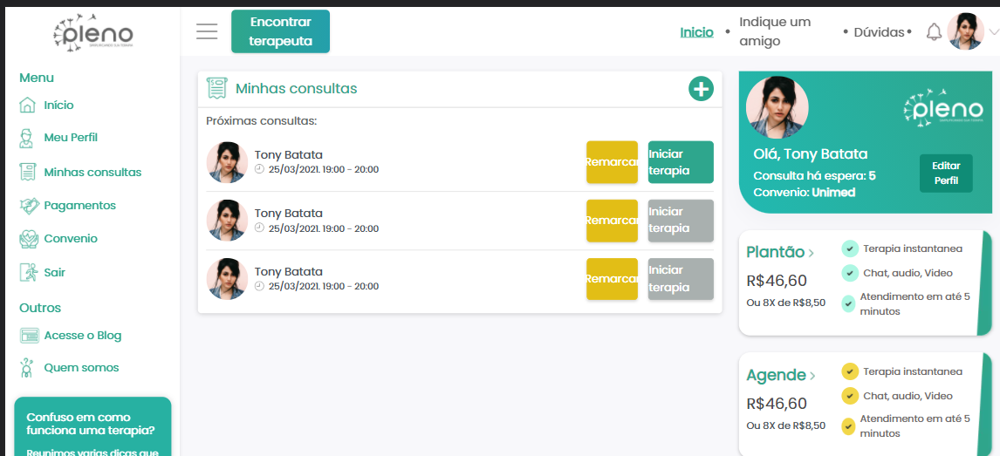 pleno
Menu
Início
Meu Perfil
Minhas consultas
Pagamentos
Convenio
Sair
Outros
Acesse o Blog
Quem somos
Confuso em como
funciona uma terapia?
Reunimos varias dicas que
Encontrar
terapeuta
Inicio
Indique um
amigo
Dúvidas
Minhas consultas
Próximas consultas:
Tony Batata
25/03/2021. 19:00 - 20:00
Remarcar
Iniciar
terapia
Tony Batata
25/03/2021. 19:00 - 20:00
Remarcar
Iniciar
terapia
Tony Batata
25/03/2021. 19:00 - 20:00
Remarcar
Iniciar
terapia
pleno
Olá, Tony Batata
Consulta há espera: 5
Convenio: Unimed
Editar
Perfil
Plantão >
R$46,60
Ou 8X de R$8,50
Terapia instantanea
Chat, audio, Video
Atendimento em até 5
minutos
Agende >
R$46,60
Ou 8X de R$8,50
Terapia instantanea
Chat, audio, Video
Atendimento em até 5
minutos